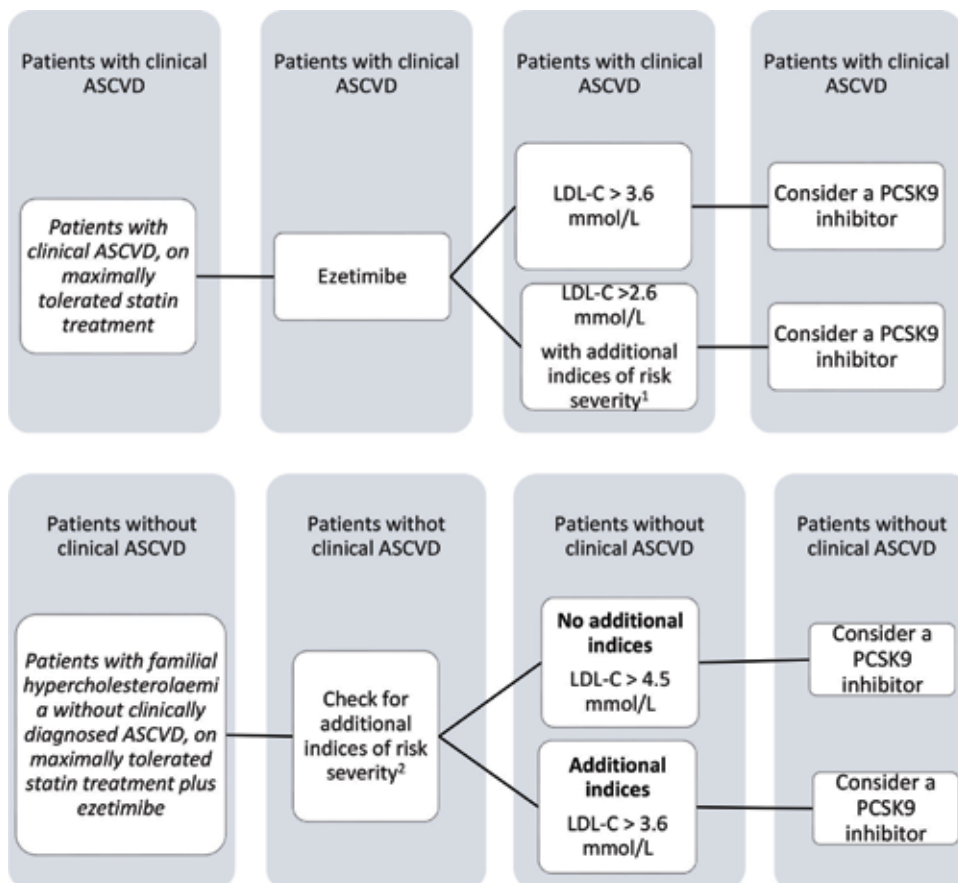 Patients with clinical
ASCVD
Patients with clinical
ASCVD
Patients with clinical
ASCVD
Patients with clinical
ASCVD
Patients with
clinical ASCVD, on
maximally
tolerated statin
treatment
Ezetimibe
LDL-C > 3.6
mmol/L
Consider a PCSK9
inhibitor
LDL-C >2.6
mmol/L
with additional
indices of risk
severity¹
Consider a PCSK9
inhibitor
Patients without
clinical ASCVD
Patients withot
clinical ASCVD
Patients without
clinical ASCVD
Patients without
clinical ASCVD
Patients with familial
hypercholesterolaemi
a without clinically
diagnosed ASCVD, on
maximally tolerated
statin treatment plus
ezetimibe
Check for
additional
indices of risk
severity²
No additional
indices
LDL-C > 4.5
mmol/L
Consider a
PCSK9
inhibitor
Additional
indices
LDL-C > 3.6
mmol/L
Consider a
PCSK9
inhibitor